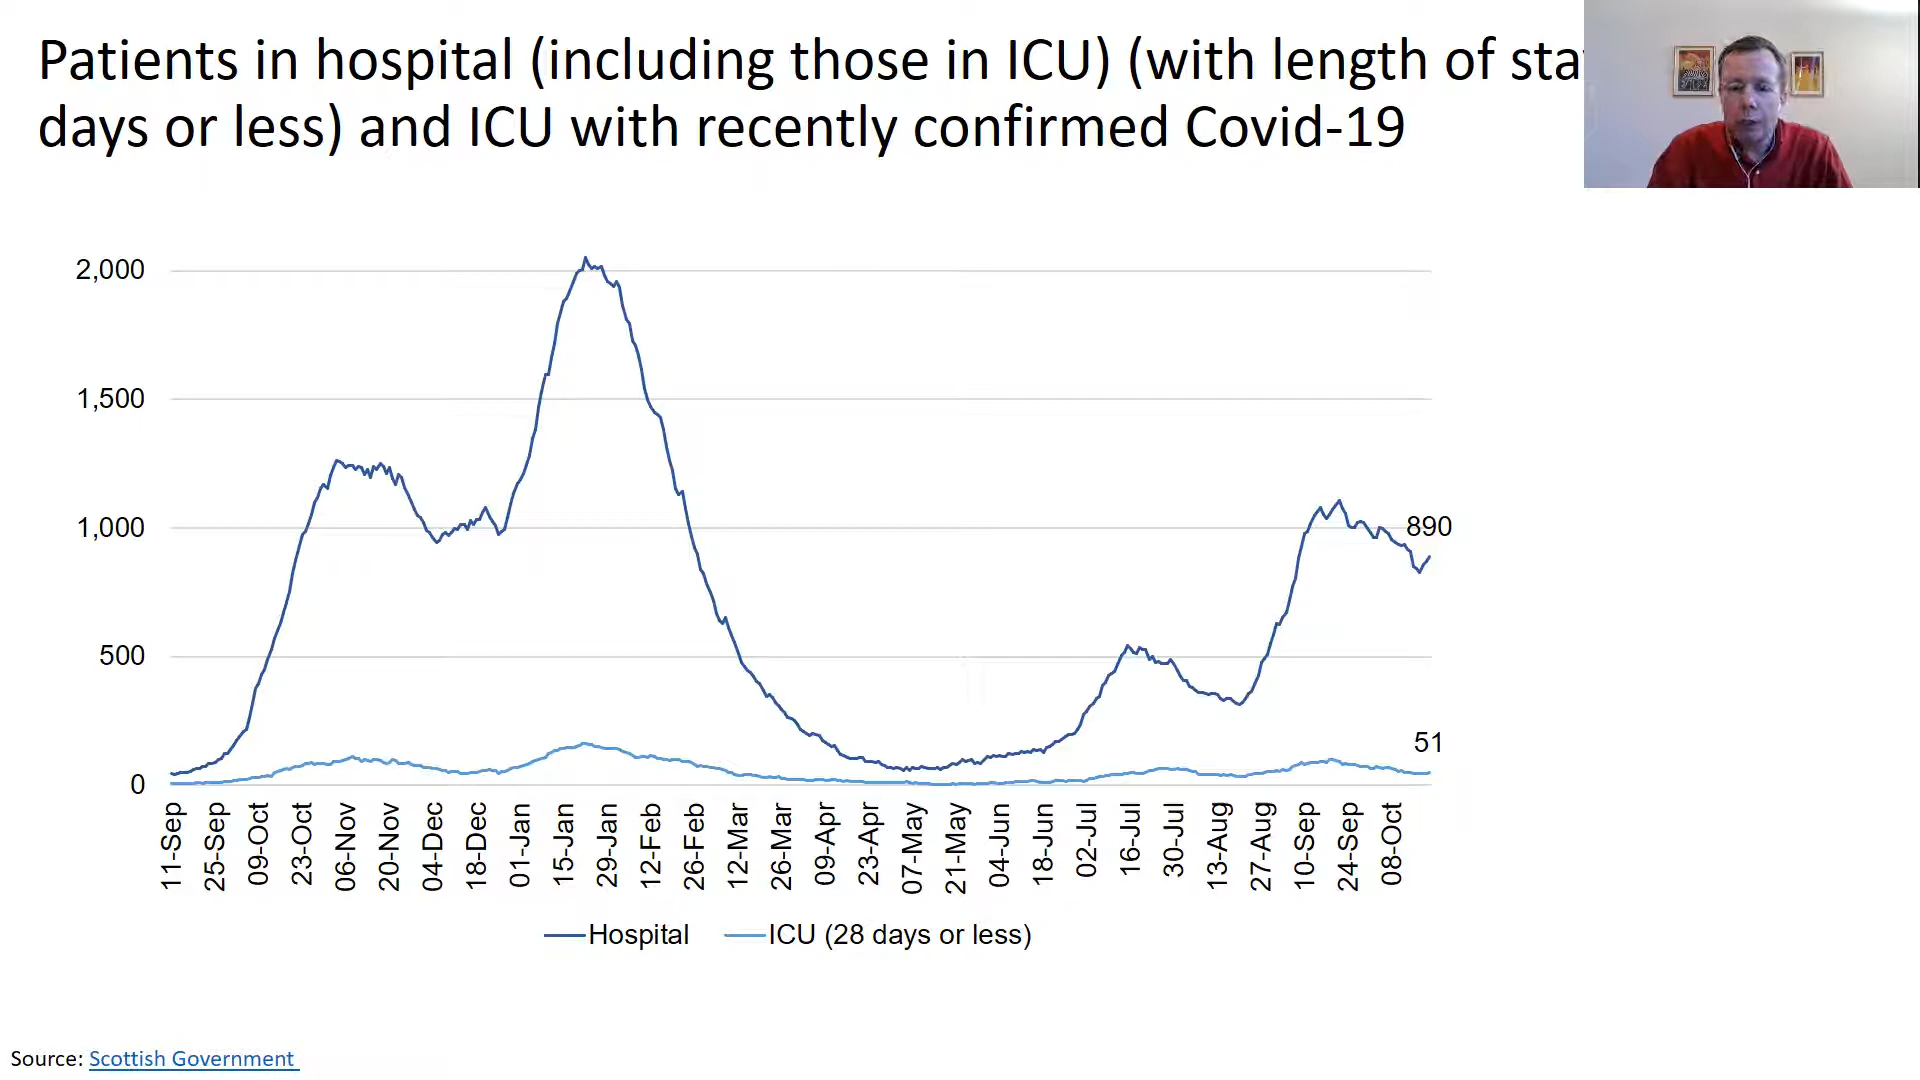 Patients in hospital (including those in ICU) (with length of
days or less) and ICU with recently confirmed Covid-19
2,000
1,500
1,000
500
0
890
51
11-Sep
25-Sep
09-Oct
23-Oct
06-Nov
20-Nov
04-Dec
18-Dec
01-Jan
15-Jan
29-Jan
12-Feb
26-Feb
12-Mar
26-Mar
09-Apr
23-Apr
07-May
21-May
04-Jun
18-Jun
02-Jul
16-Jul
30-Jul
13-Aug
27-Aug
10-Sep
24-Sep
08-Oct
Hospital
ICU (28 days or less)
Source: Scottish Government